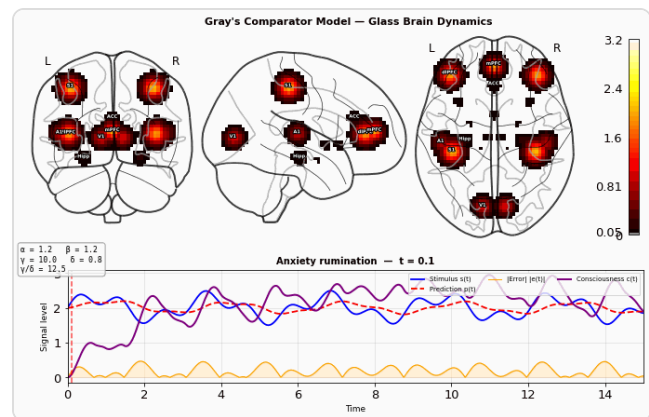 Gray's Comparator Model — Glass Brain Dynamics
L R
L R
S1
ACC
A1 dlPFC mPFC
V1
Hipp
S1
ACC
V1 A1 dlPFC mPFC
Hipp
mPFC
dlPFC
ACC
A1 Hipp
S1
V1
3.2
2.4
1.6
0.81
0.05
0
α = 1.2 β = 1.2
γ = 10.0 δ = 0.8
γ/δ = 12.5
Anxiety rumination — t = 0.1
Stimulus s(t) |Error| |e(t)| Consciousness c(t)
Prediction p(t)
Signal level
3
2
1
0
0 2 4 6 8 10 12 14
Time